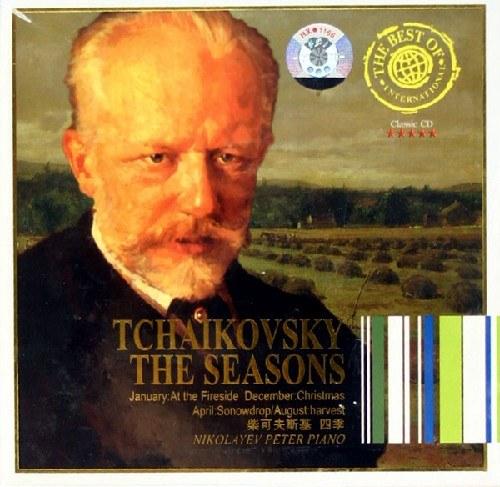 THE BEST OF
INTERNATIONAL
Classic CD
TCHAIKOVSKY
THE SEASONS
January:At the Fireside December:Christmas
April:Sonowdrop/August:harvest
柴可夫斯基 四季
NIKOLAYEV PETER PIANO